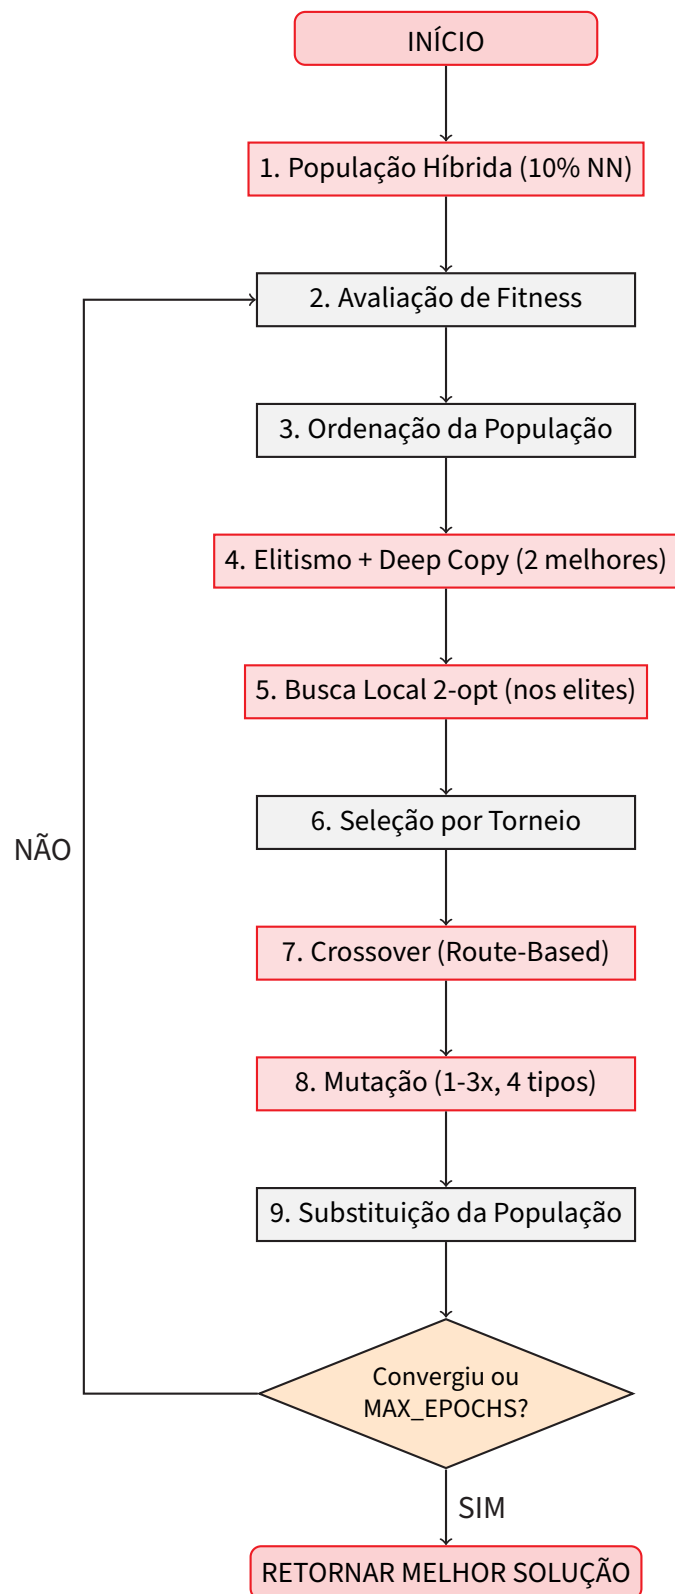 INÍCIO
1. População Híbrida (10% NN)
2. Avaliação de Fitness
3. Ordenação da População
4. Elitismo + Deep Copy (2 melhores)
5. Busca Local 2-opt (nos elites)
6. Seleção por Torneio
NÃO
7. Crossover (Route-Based)
8. Mutação (1-3x, 4 tipos)
9. Substituição da População
Convergiu ou
MAX_EPOCHS?
SIM
RETORNAR MELHOR SOLUÇÃO